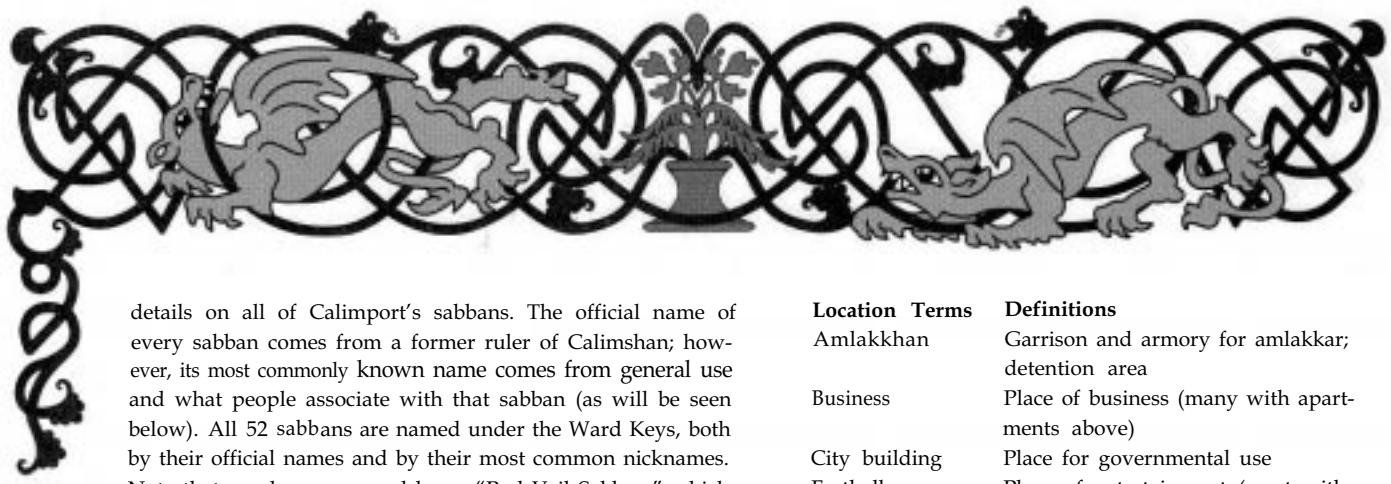 details on all of Calimport's sabbans. The official name of
every sabban comes from a former ruler of Calimshan; how-
ever, its most commonly known name comes from general use
and what people associate with that sabban (as will be seen
below). All 52 sabbans are named under the Ward Keys, both
by their official names and by their most common nicknames.
Location Terms Definitions
Amlakkhan Garrison and armory for amlakkar;
detention area
Business Place of business (many with apart-
ments above)
City building Place for governmental use